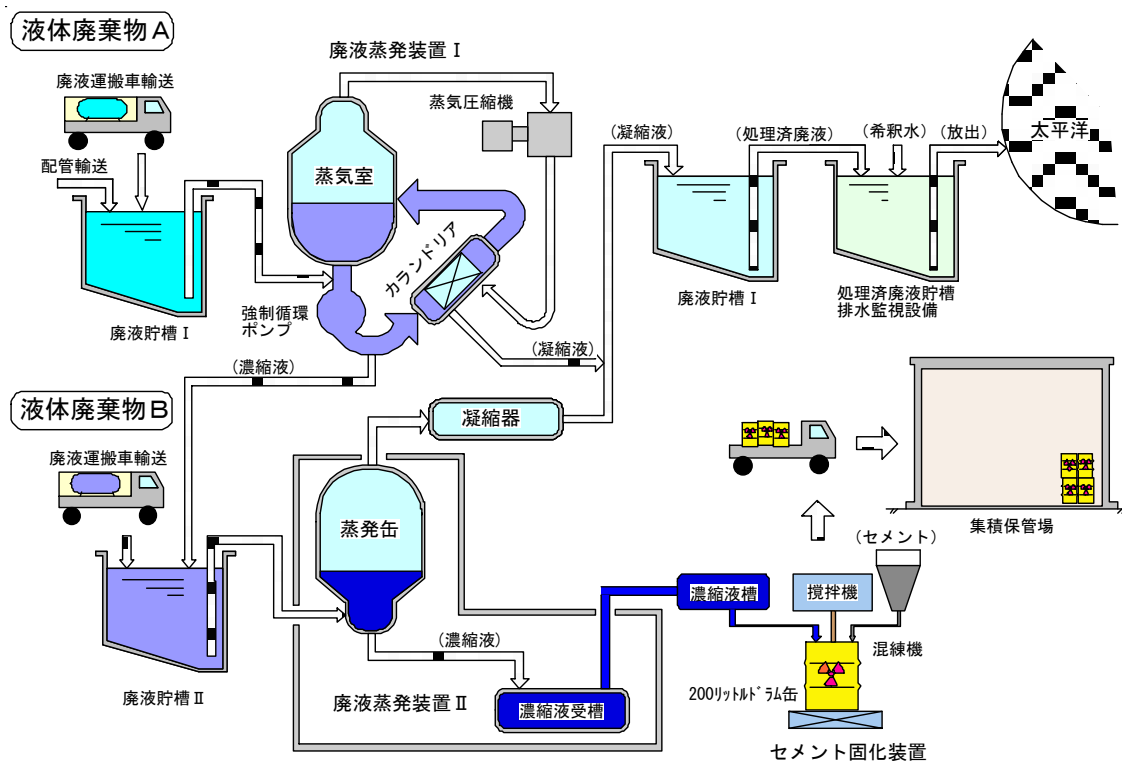 液体廃棄物A
廃液運搬車輸送
配管輸送
廃液貯槽Ⅰ
廃液蒸発装置Ⅰ
蒸気圧縮機
蒸気室
カランドリア
強制循環
ポンプ
(濃縮液)
(凝縮液)
(凝縮液)
(処理済廃液)
(希釈水)
(放出)
太平洋
廃液貯槽Ⅰ
処理済廃液貯槽
排水監視設備
液体廃棄物B
廃液運搬車輸送
廃液貯槽Ⅱ
凝縮器
蒸発缶
(濃縮液)
廃液蒸発装置Ⅱ
濃縮液受槽
濃縮液槽
撹拌機
(セメント)
混練機
200リットルドラム缶
セメント固化装置
集積保管場